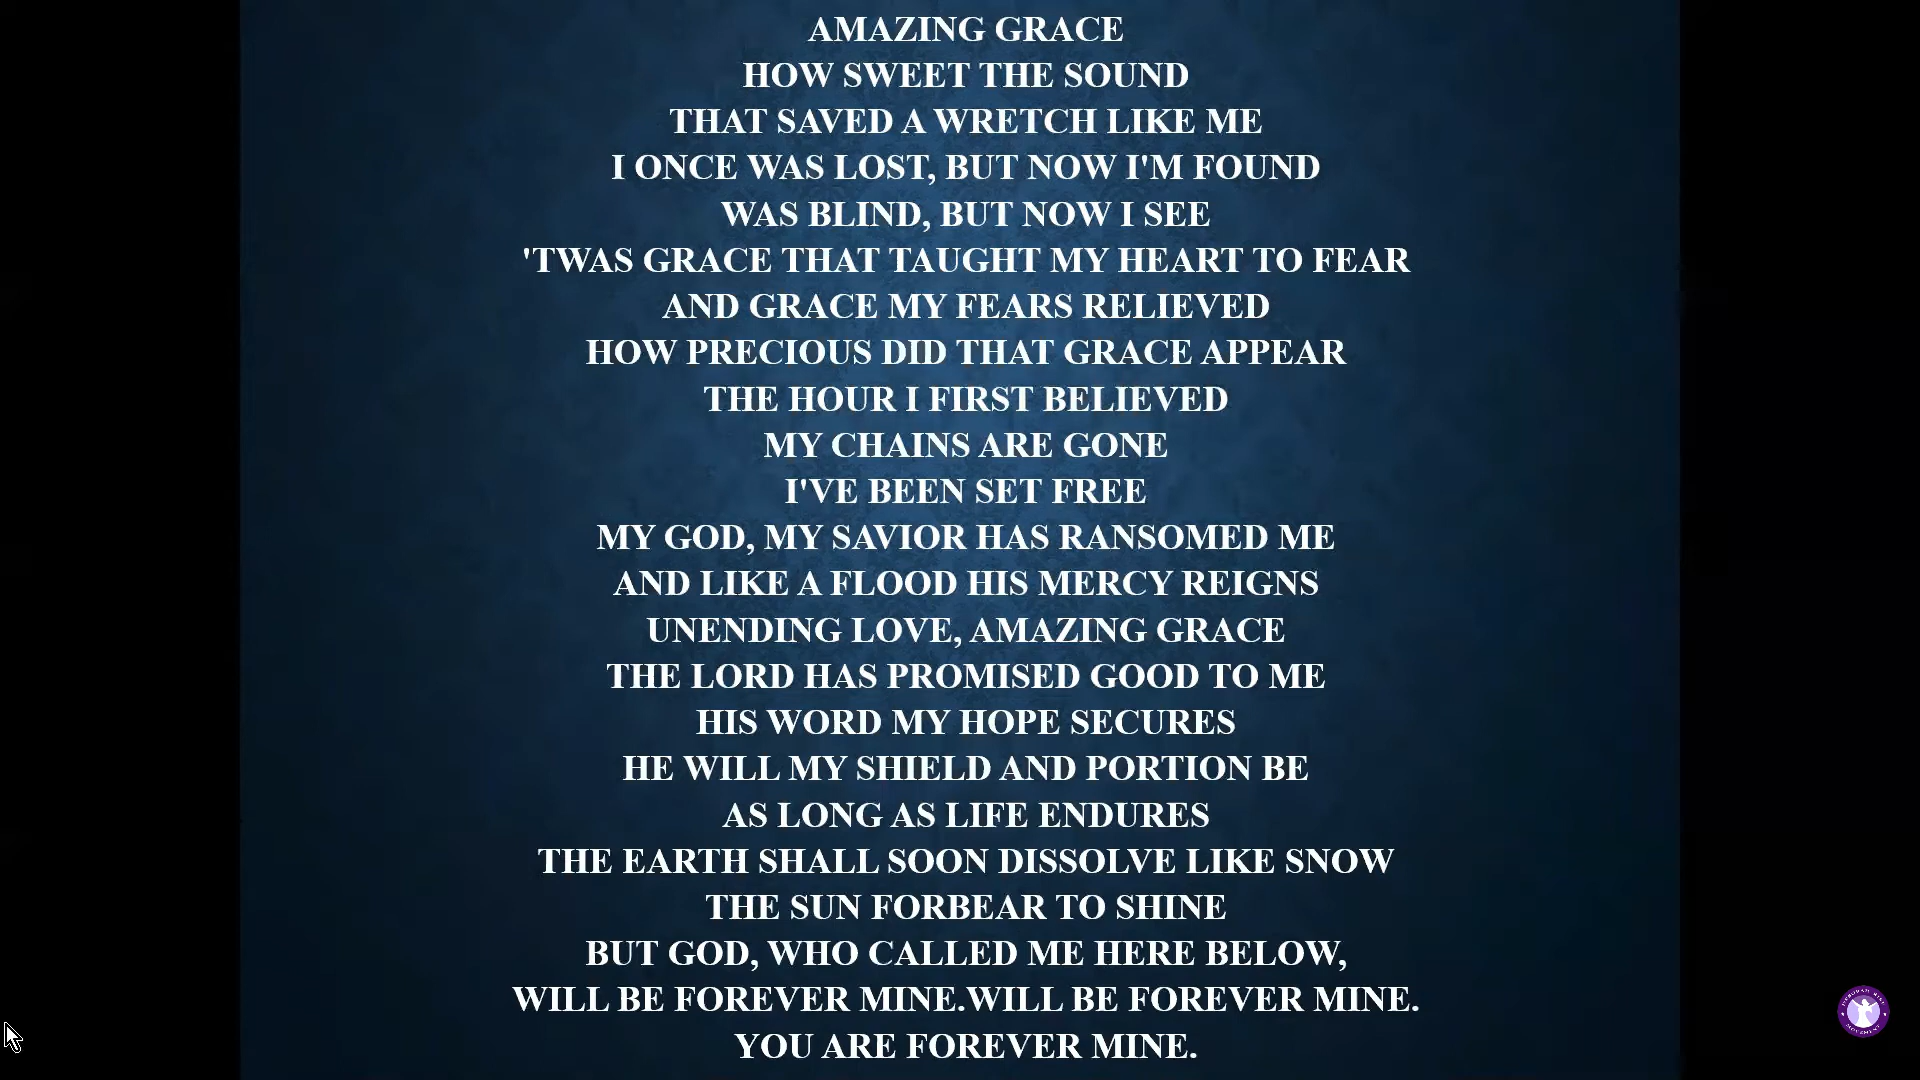 AMAZING GRACE
HOW SWEET THE SOUND
THAT SAVED A WRETCH LIKE ME
I ONCE WAS LOST, BUT NOW I'M FOUND
WAS BLIND, BUT NOW I SEE
'TWAS GRACE THAT TAUGHT MY HEART TO FEAR
AND GRACE MY FEARS RELIEVED
HOW PRECIOUS DID THAT GRACE APPEAR
THE HOUR I FIRST BELIEVED
MY CHAINS ARE GONE
I'VE BEEN SET FREE
MY GOD, MY SAVIOR HAS RANSOMED ME
AND LIKE A FLOOD HIS MERCY REIGNS
UNENDING LOVE, AMAZING GRACE
THE LORD HAS PROMISED GOOD TO ME
HIS WORD MY HOPE SECURES
HE WILL MY SHIELD AND PORTION BE
AS LONG AS LIFE ENDURES
THE EARTH SHALL SOON DISSOLVE LIKE SNOW
THE SUN FORBEAR TO SHINE
BUT GOD, WHO CALLED ME HERE BELOW,
WILL BE FOREVER MINE.WILL BE FOREVER MINE.
YOU ARE FOREVER MINE.